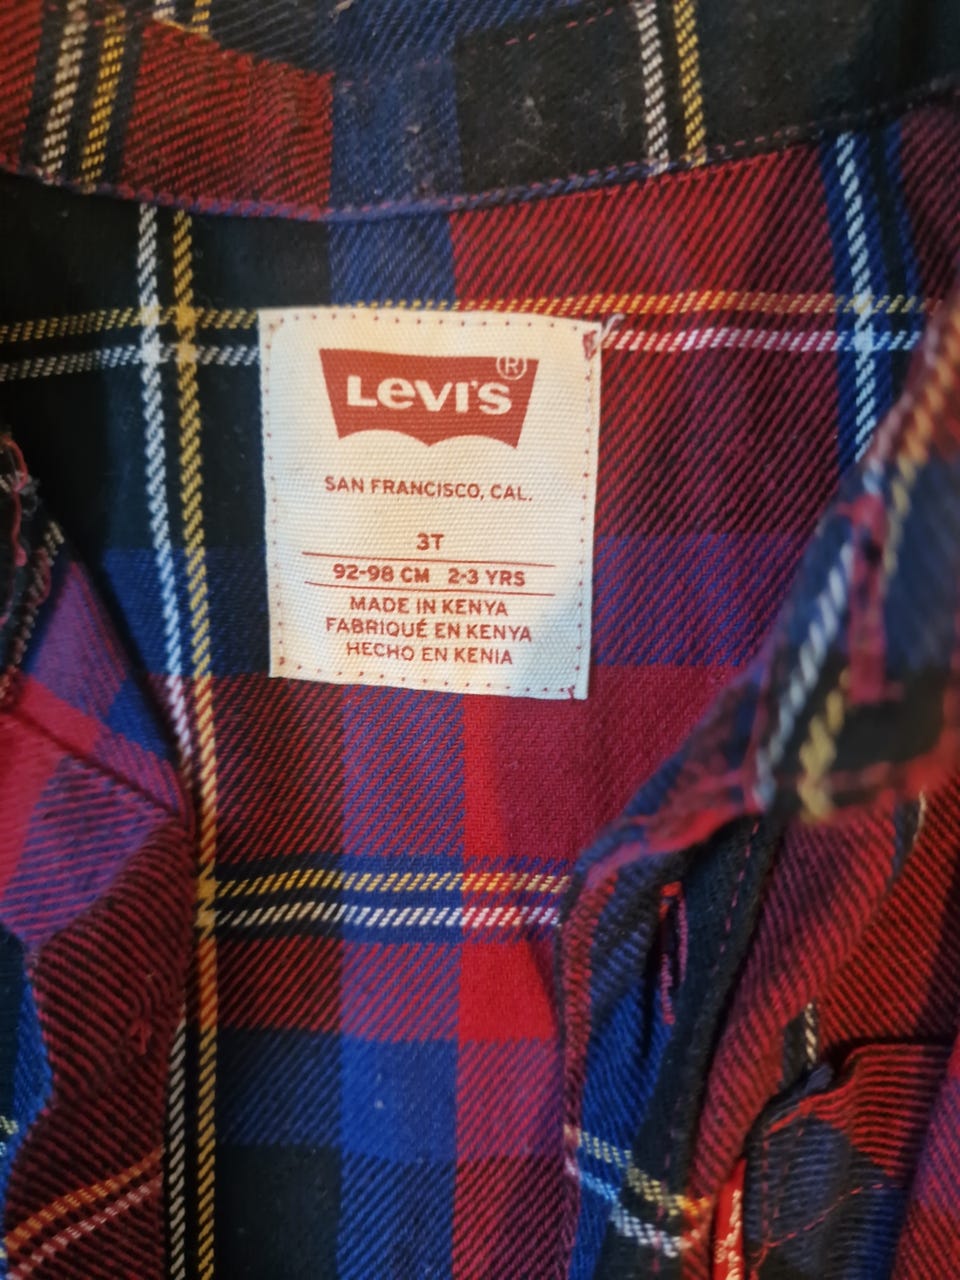 Levi's ®
SAN FRANCISCO, CAL.
3T
92-98 CM 2-3 YRS
MADE IN KENYA
FABRIQUÉ EN KENYA
HECHO EN KENIA